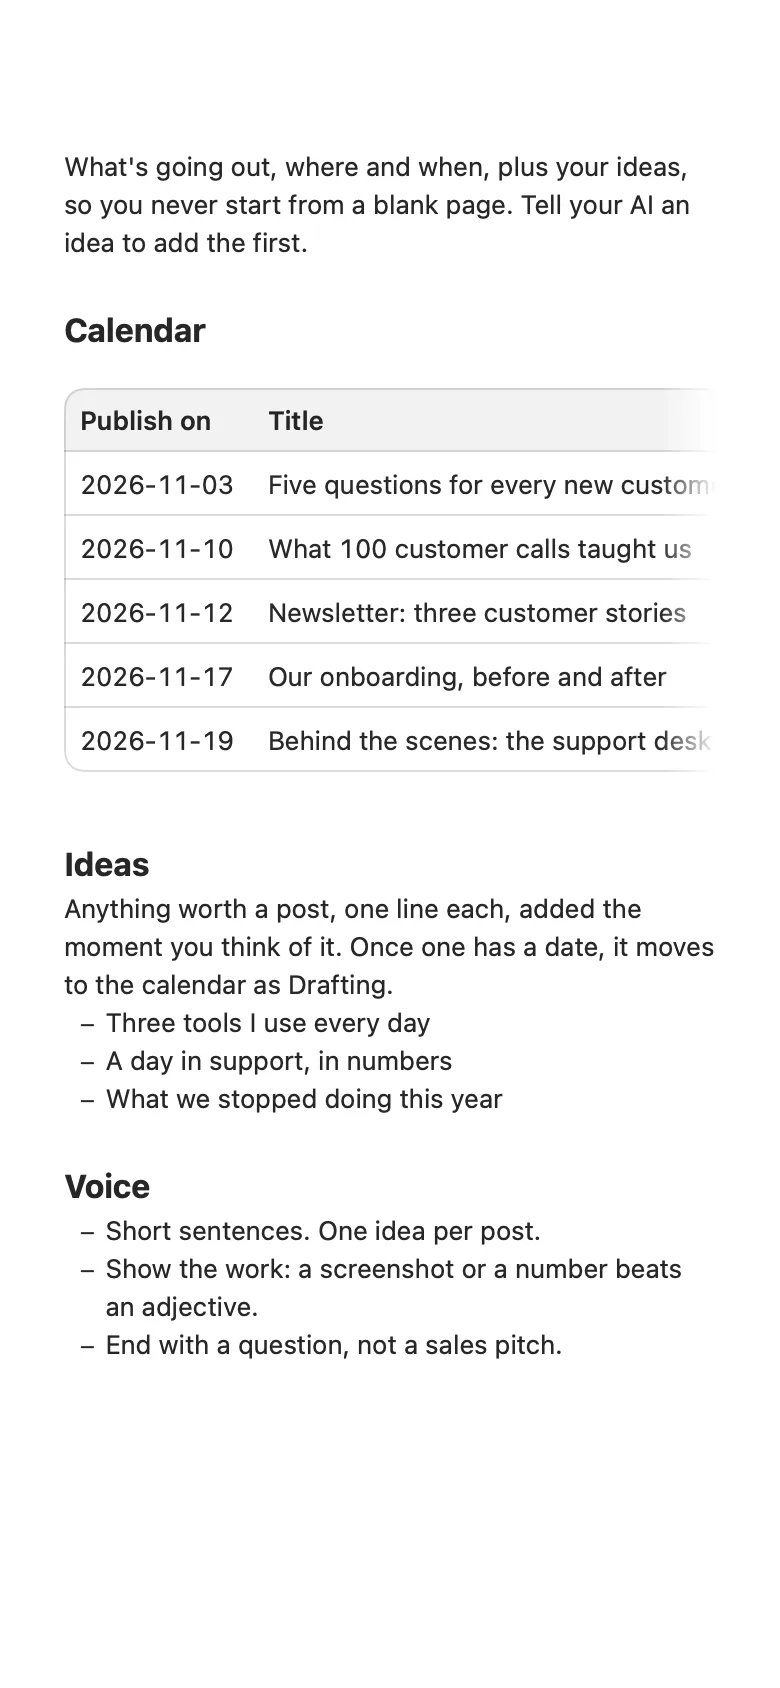 What's going out, where and when, plus your ideas,
so you never start from a blank page. Tell your AI an
idea to add the first.
Calendar
Publish on Title
2026-11-03 Five questions for every new
2026-11-10 What 100 customer calls taught us
2026-11-12 Newsletter: three customer stories
2026-11-17 Our onboarding, before and after
2026-11-19 Behind the scenes: the support desk
Ideas
Anything worth a post, one line each, added the
moment you think of it. Once one has a date, it moves
to the calendar as Drafting.
– Three tools I use every day
– A day in support, in numbers
– What we stopped doing this year
Voice
– Short sentences. One idea per post.
– Show the work: a screenshot or a number beats
an adjective.
– End with a question, not a sales pitch.